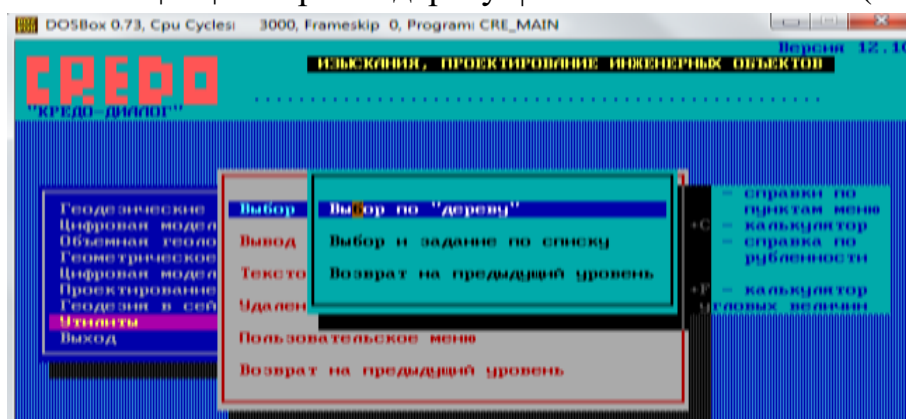 DOSBox 0.73, Cpu Cycles: 3000, Frameskip 0, Program: CRE_MAIN
Версия 12.10
ИЗЫСКАНИЯ, ПРОЕКТИРОВАНИЕ ИНЖЕНЕРНЫХ ОБЪЕКТОВ
CREDO
"КРЕДО-ДИАЛОГ"
Геодезические
Цифровая модел
Объемная геоло
Геометрическое
Цифровая модел
Проектирование
Геодезия в сей
Утилиты
Выход
Выбор
Вывод
Тексто
Удален
Пользовательское меню
Возврат на предыдущий уровень
Выбор по "дереву"
Выбор и задание по списку
Возврат на предыдущий уровень
- справки по
пунктам меню
+C - калькулятор
- справка по
рубленности
+F - калькулятор
угловых величин